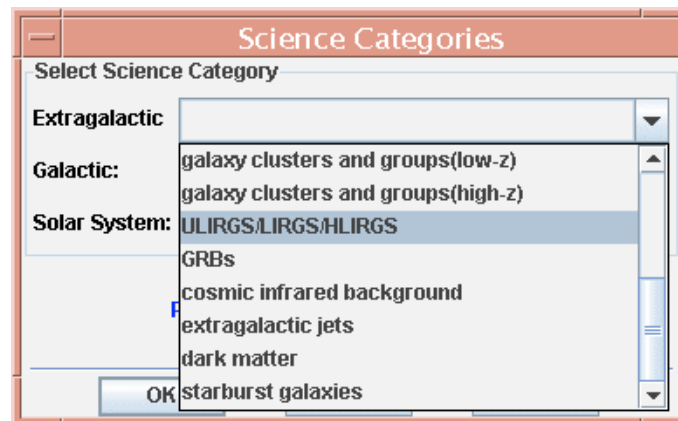 Science Categories
Select Science Category
Extragalactic
galaxy clusters and groups(low-z)
Galactic:
galaxy clusters and groups(high-z)
Solar System:
ULIRGS/LIRGS/HLIRGS
GRBs
cosmic infrared background
extragalactic jets
dark matter
starburst galaxies
OK